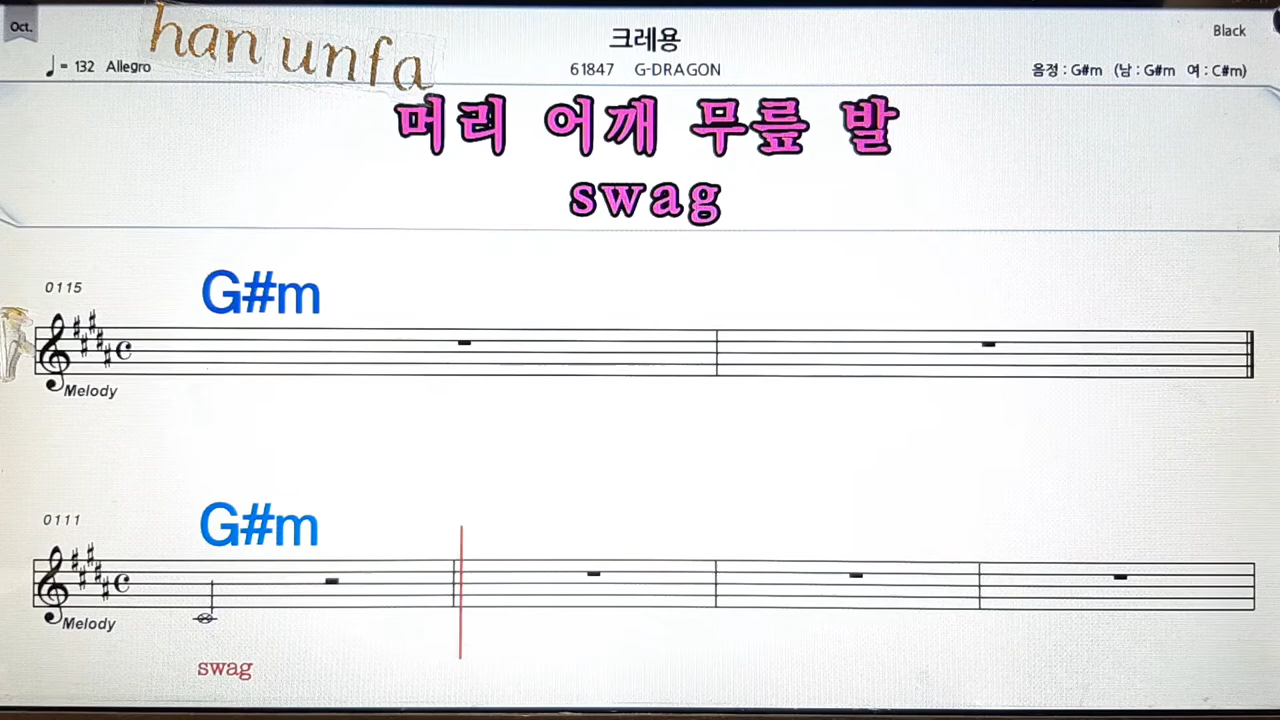 Oct.
han unfa
크레용
Black
♩= 132 Allegro
61847 G-DRAGON
음정 : G#m (남 : G#m 여 : C#m)
머리 어깨 무릎 발
swag
0115
G#m
Melody
0111
G#m
Melody
swag